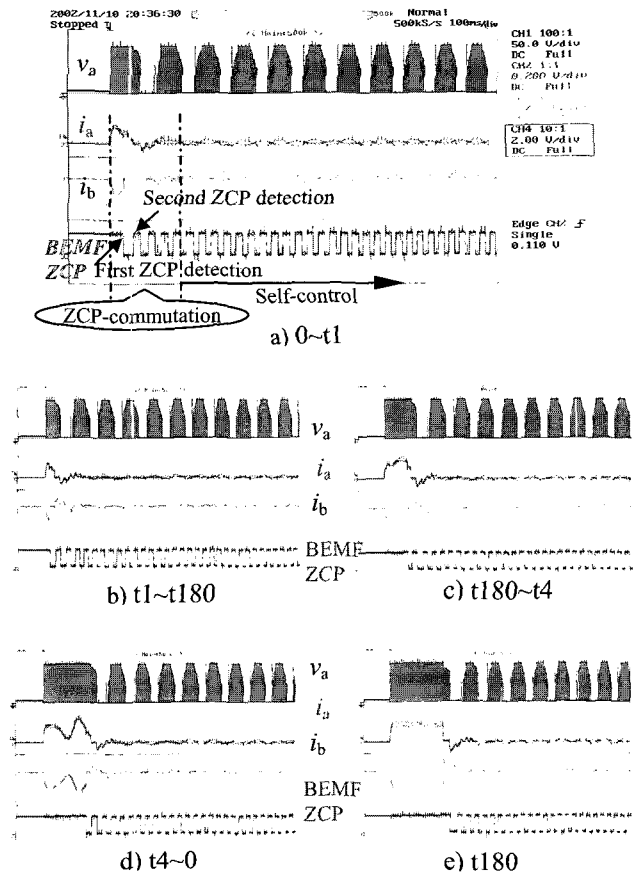 2002/11/10 20:36:30
Stopped
Normal
500kS/s 100ms/div
CH1 100:1
50.0 V/div
DC Full
CH2 1:1
0.200 V/div
DC Full
CH4 10:1
2.00 V/div
DC Full
Edge CH2
Single
0.110 V
va
ia
ib
Second ZCP detection
BEMF
ZCP
First ZCP detection
Self-control
ZCP-commutation
a) 0~t1
va
ia
ib
BEMF
ZCP
b) t1~t180
c) t180~t4
va
ia
ib
BEMF
ZCP
d) t4~0
e) t180